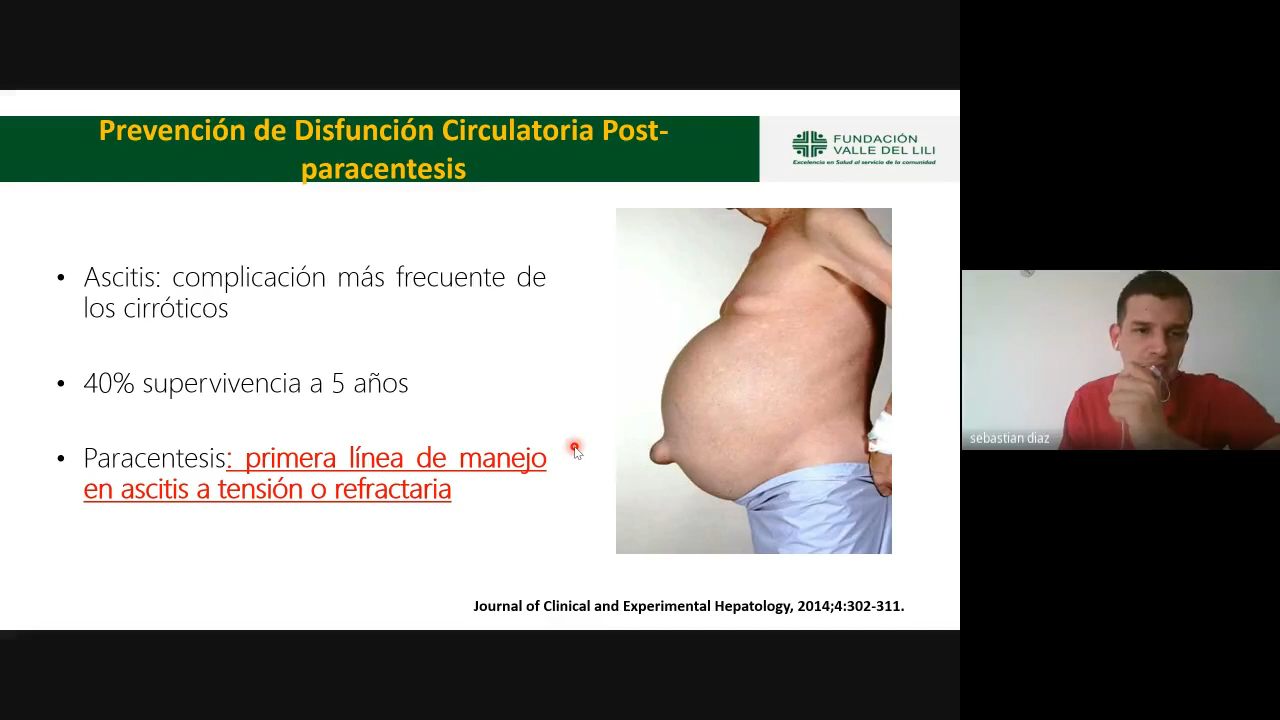 Prevención de Disfunción Circulatoria Post-
paracentesis
FUNDACIÓN
VALLE DEL LILI
Excelencia en Salud al servicio de la comunidad
• Ascitis: complicación más frecuente de
los cirróticos
• 40% supervivencia a 5 años
• Paracentesis: primera línea de manejo
en ascitis a tensión o refractaria
Journal of Clinical and Experimental Hepatology, 2014;4:302-311.
sebastian diaz